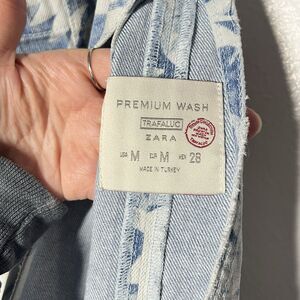 PREMIUM WASH
TRAFALUC
ZARA
USA M EUR M MEX 28
MADE IN TURKEY